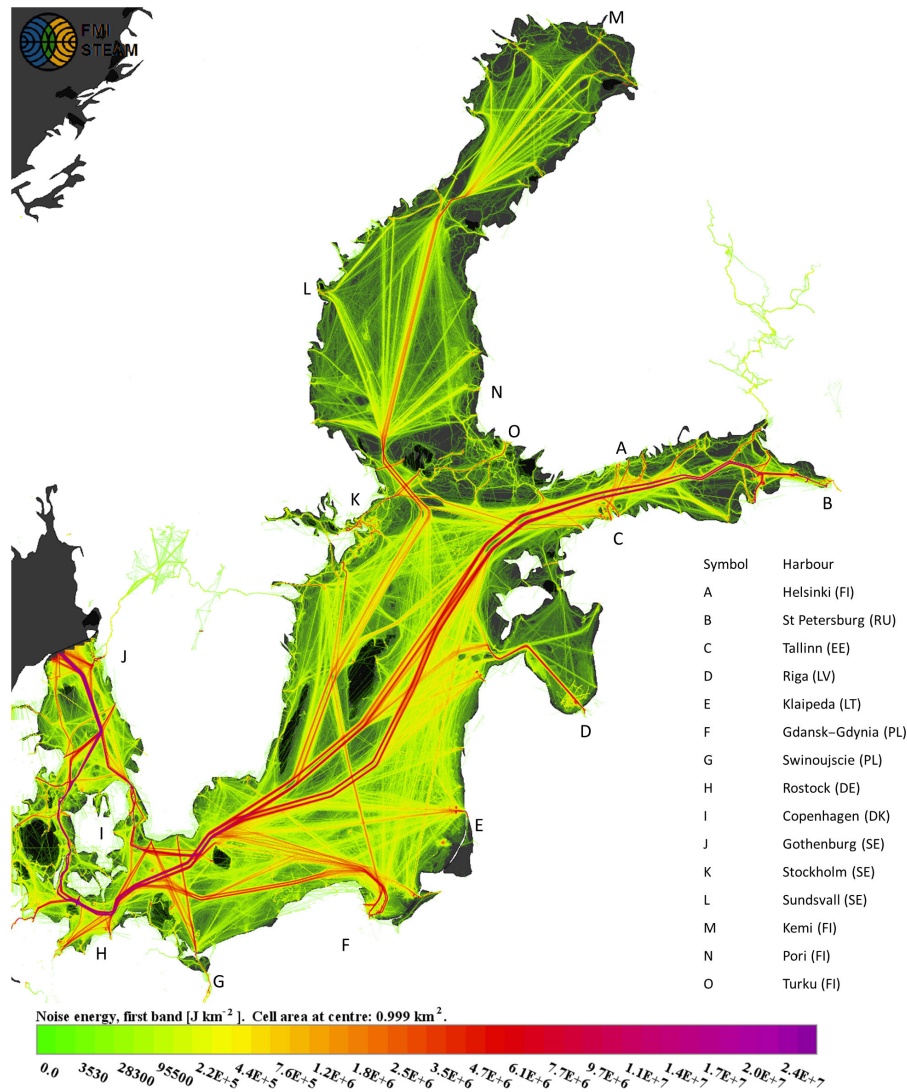 FMI
STEAM
M
L
N
O
A
K
B
C
J
D
I
E
H
F
G
Symbol Harbour
A Helsinki (FI)
B St Petersburg (RU)
C Tallinn (EE)
D Riga (LV)
E Klaipeda (LT)
F Gdansk–Gdynia (PL)
G Swinoujscie (PL)
H Rostock (DE)
I Copenhagen (DK)
J Gothenburg (SE)
K Stockholm (SE)
L Sundsvall (SE)
M Kemi (FI)
N Pori (FI)
O Turku (FI)
Noise energy, first band [J km⁻² ]. Cell area at centre: 0.999 km².
0.0 3530 28300 95500 2.2E+5 4.4E+5 7.6E+5 1.2E+6 1.8E+6 2.5E+6 3.5E+6 4.7E+6 6.1E+6 7.7E+6 9.7E+6 1.1E+7 1.4E+7 1.7E+7 2.0E+7 2.4E+7